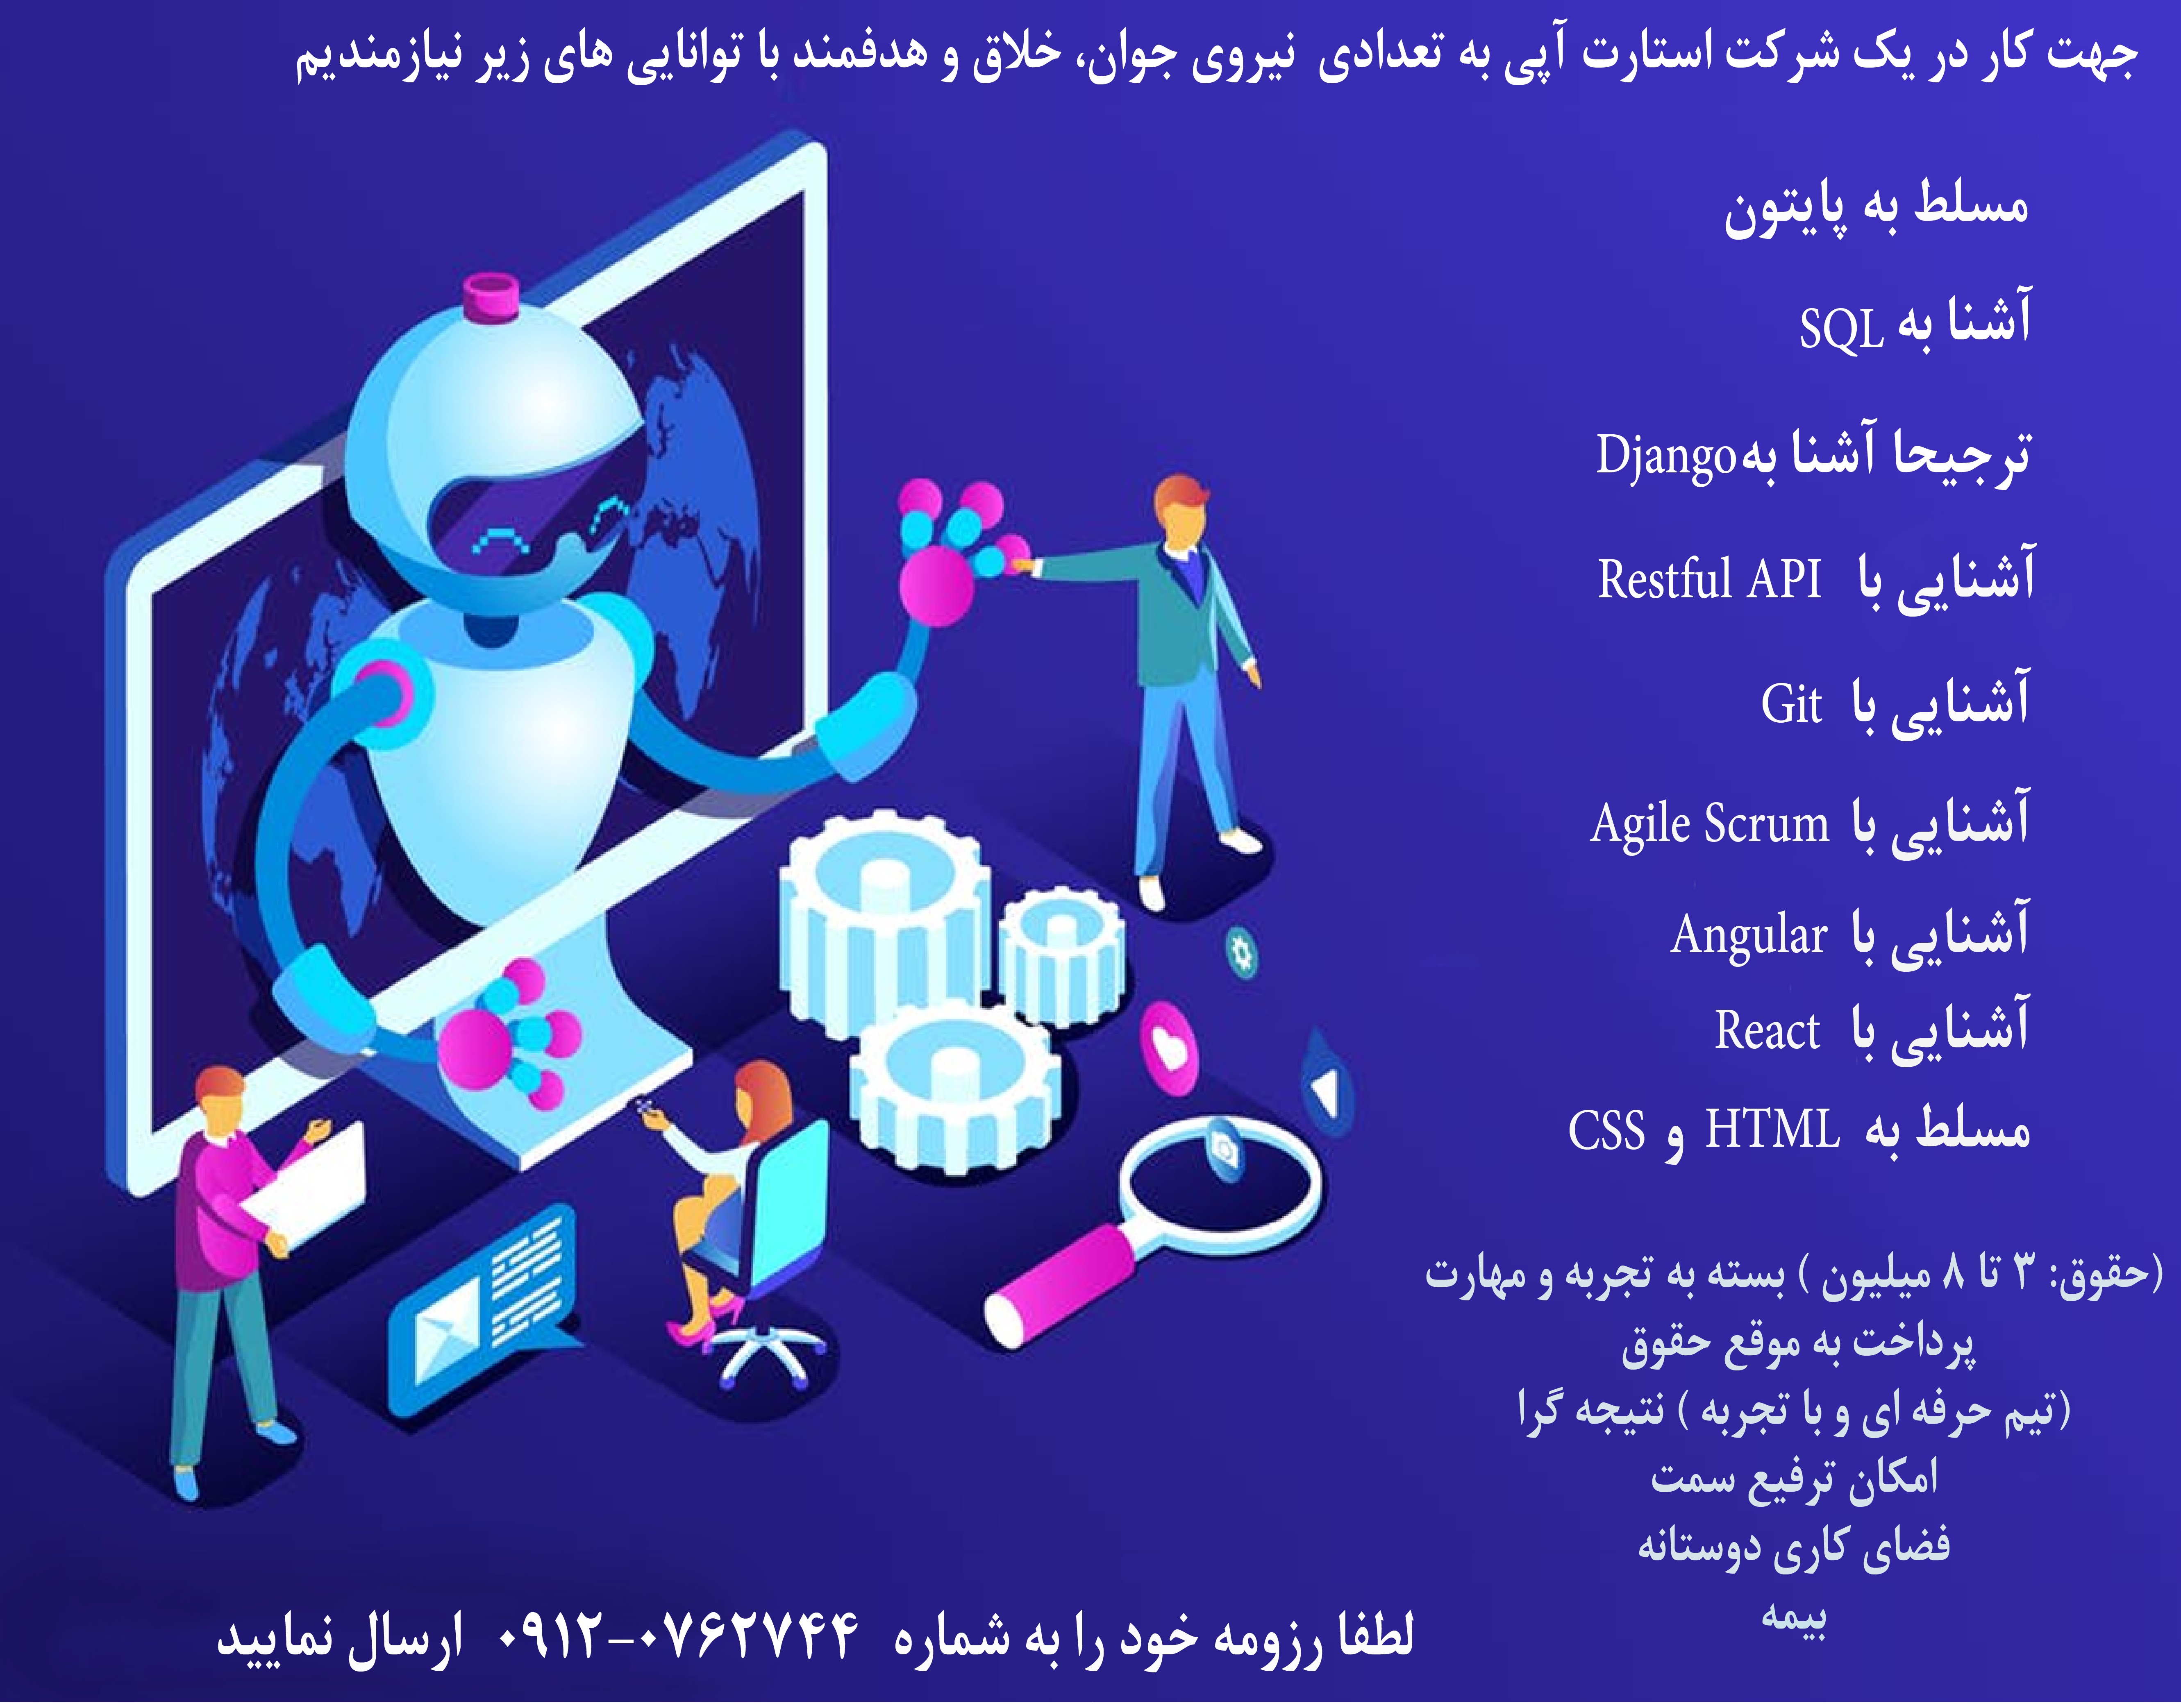 جهت کار در یک شرکت استارت آپی به تعدادی نیروی جوان، خلاق و هدفمند با توانایی های زیر نیازمندیم
مسلط به پایتون
آشنا به SQL
ترجیحا آشنا به Django
آشنایی با Restful API
آشنایی با Git
آشنایی با Agile Scrum
آشنایی با Angular
آشنایی با React
مسلط به HTML و CSS
(حقوق: ۳ تا ۸ میلیون ) بسته به تجربه و مهارت
پرداخت به موقع حقوق
(تیم حرفه ای و با تجربه ) نتیجه گرا
امکان ترفیع سمت
فضای کاری دوستانه
بیمه
لطفا رزومه خود را به شماره ۰۹۱۲-۰۷۶۲۷۴۴ ارسال نمایید